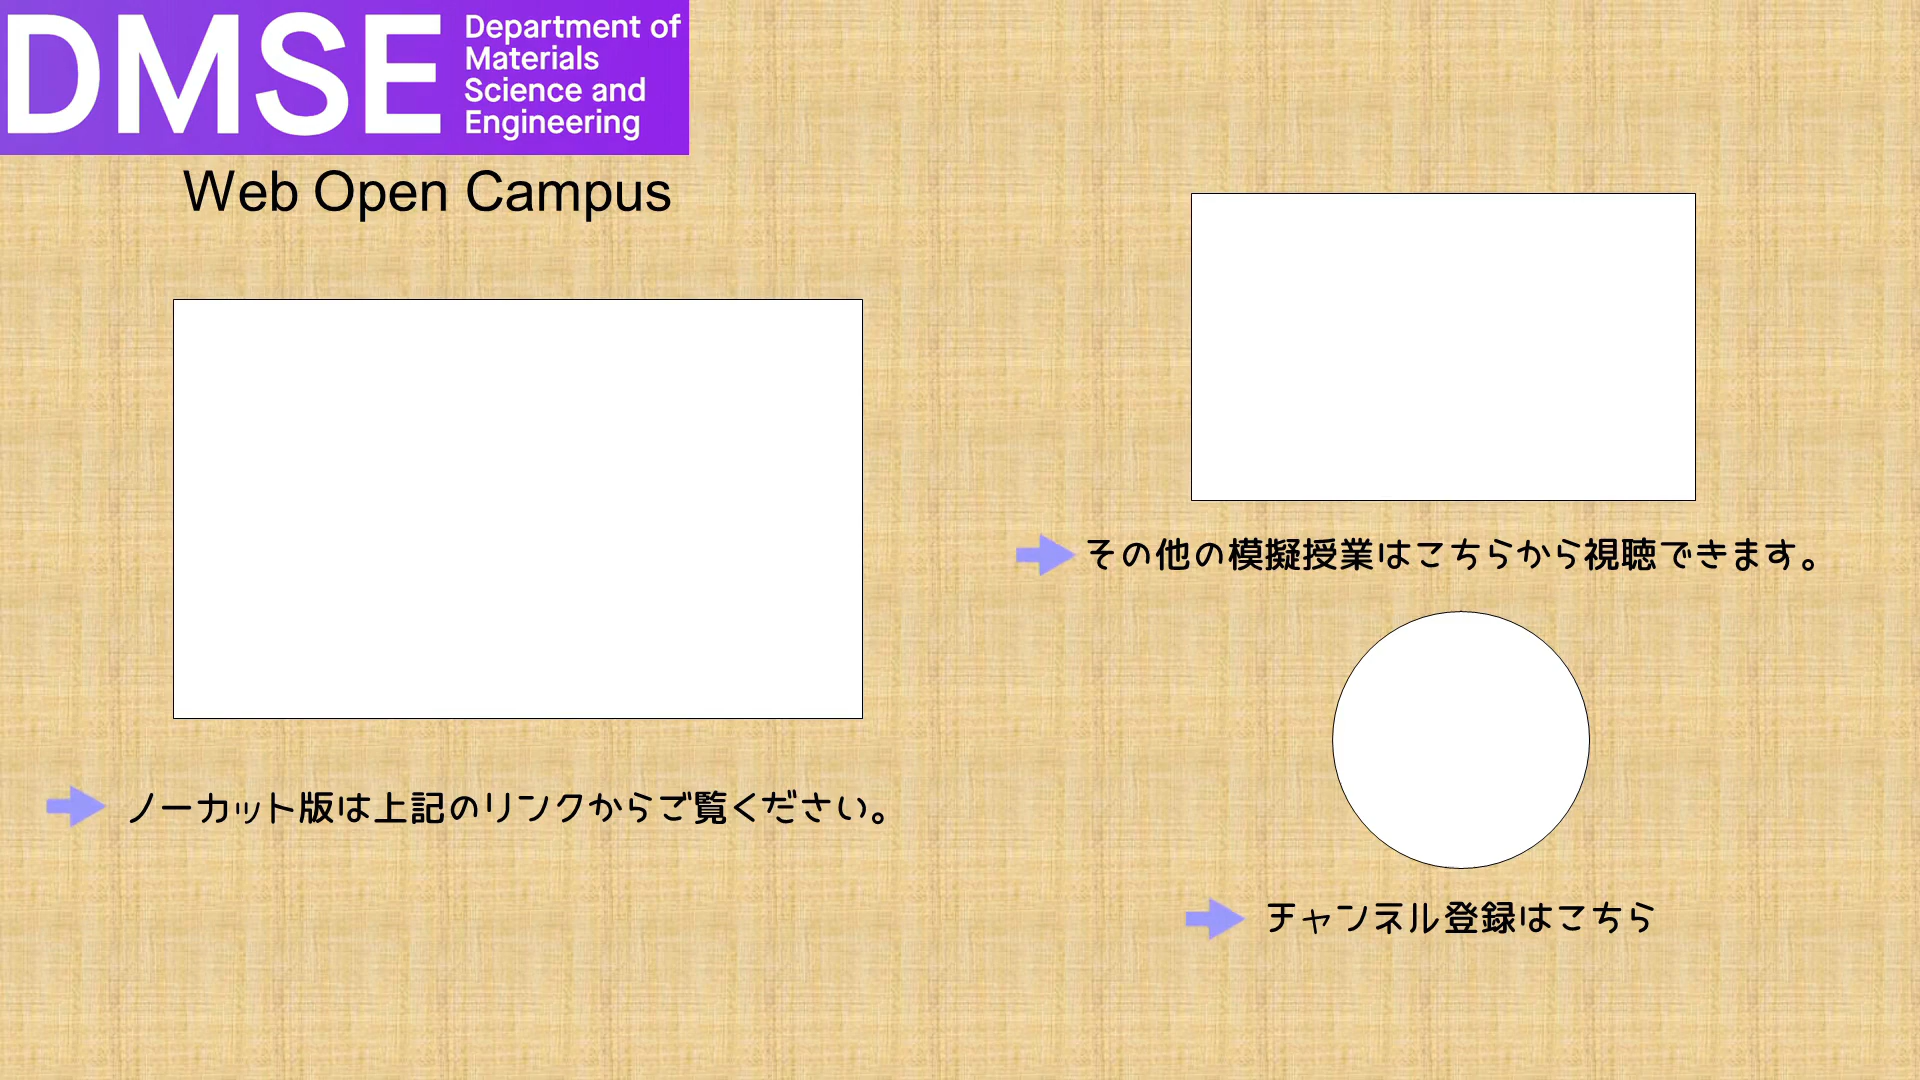 DMSE
Department of
Materials
Science and
Engineering
Web Open Campus
ノーカット版は上記のリンクからご覧ください。
その他の模擬授業はこちらから視聴できます。
チャンネル登録はこちら